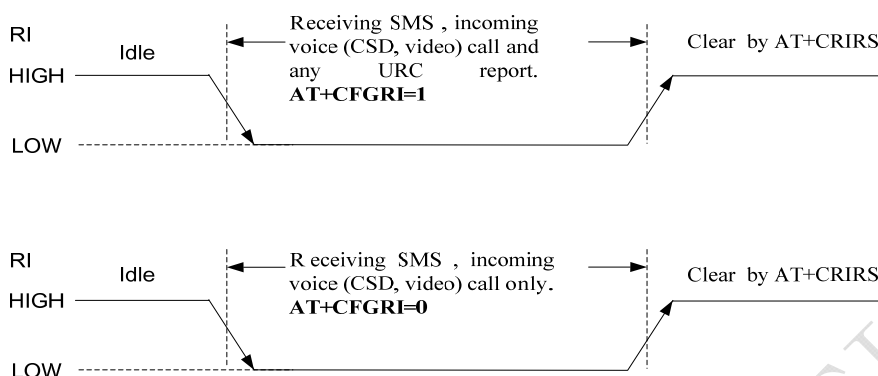 RI
Idle
HIGH
LOW
Receiving SMS , incoming
voice (CSD, video) call and
any URC report.
AT+CFGRI=1
Clear by AT+CRIRS
RI
Idle
HIGH
LOW
R eceiving SMS , incoming
voice (CSD, video) call only.
AT+CFGRI=0
Clear by AT+CRIRS